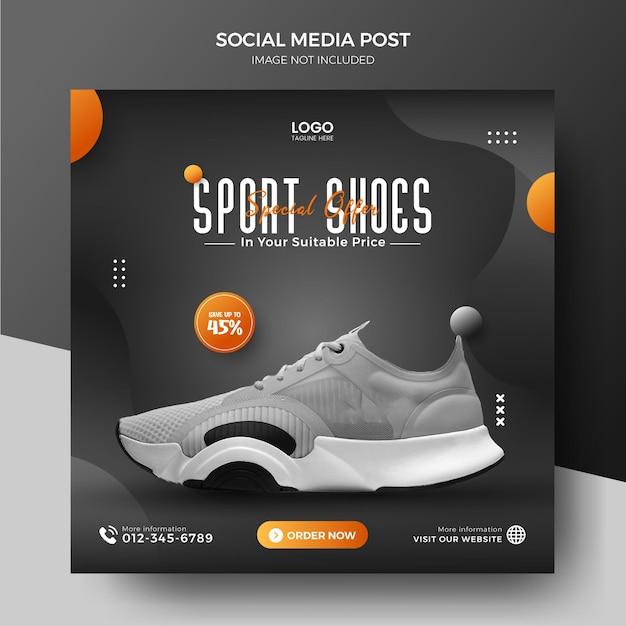 SOCIAL MEDIA POST
IMAGE NOT INCLUDED
LOGO
TAGLINE HERE
SPORT SHOES
Special Offer
In Your Suitable Price
SAVE UP TO
45%
More information
012-345-6789
ORDER NOW
More information
VISIT OUR WEBSITE